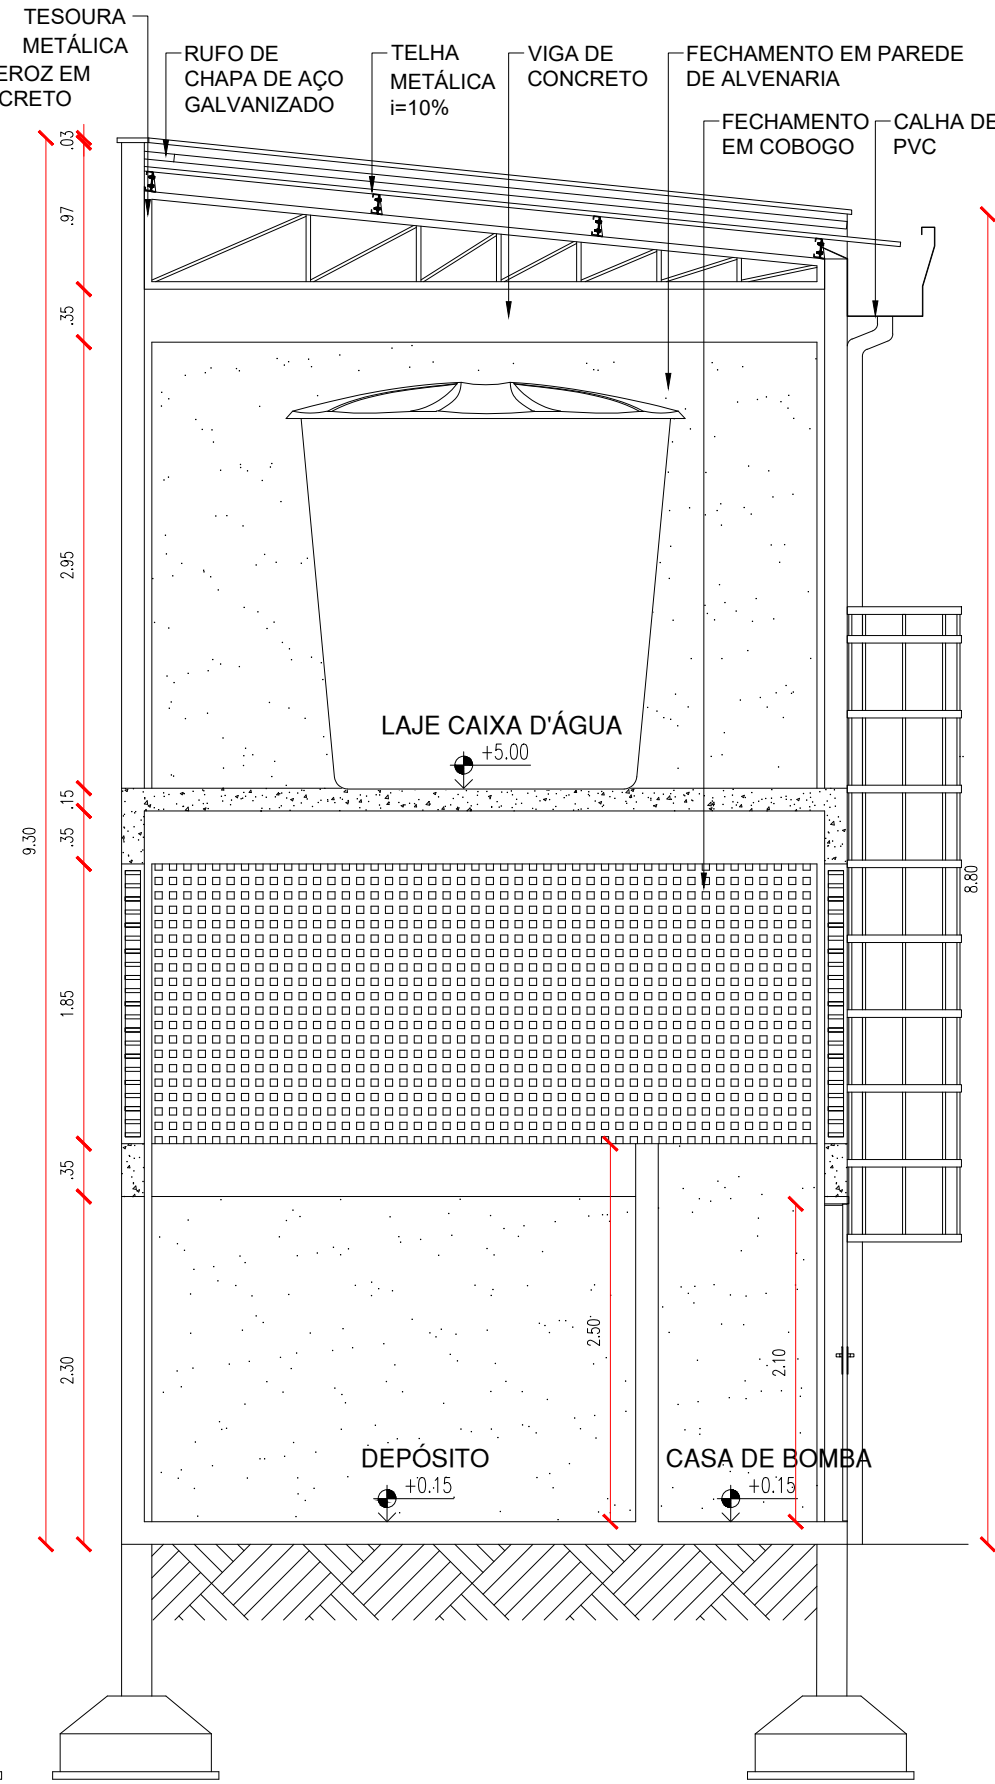 TESOURA
METÁLICA
EROZ EM
CRETO
RUFO DE
CHAPA DE AÇO
GALVANIZADO
TELHA
METÁLICA
i=10%
VIGA DE
CONCRETO
FECHAMENTO EM PAREDE
DE ALVENARIA
FECHAMENTO
EM COBOGO
CALHA DE
PVC
.03
.97
.35
2.95
.15
.35
9.30
1.85
.35
2.30
LAJE CAIXA D'ÁGUA
+5.00
8.80
2.50
2.10
DEPÓSITO
+0.15
CASA DE BOMBA
+0.15